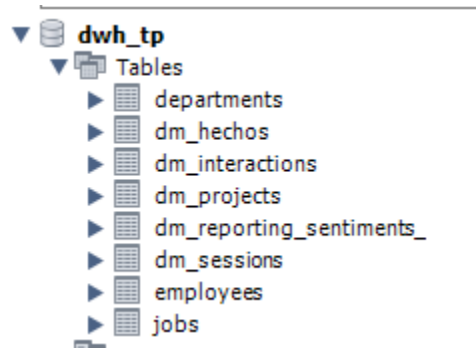 dwh_tp
Tables
departments
dm_hechos
dm_interactions
dm_projects
dm_reporting_sentiments_
dm_sessions
employees
jobs